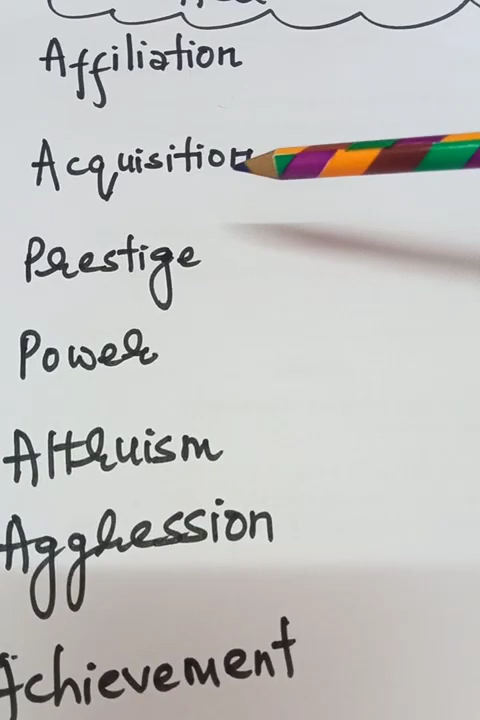 Affiliation
Acquisition
Prestige
Power
Altruism
Aggression
Achievement